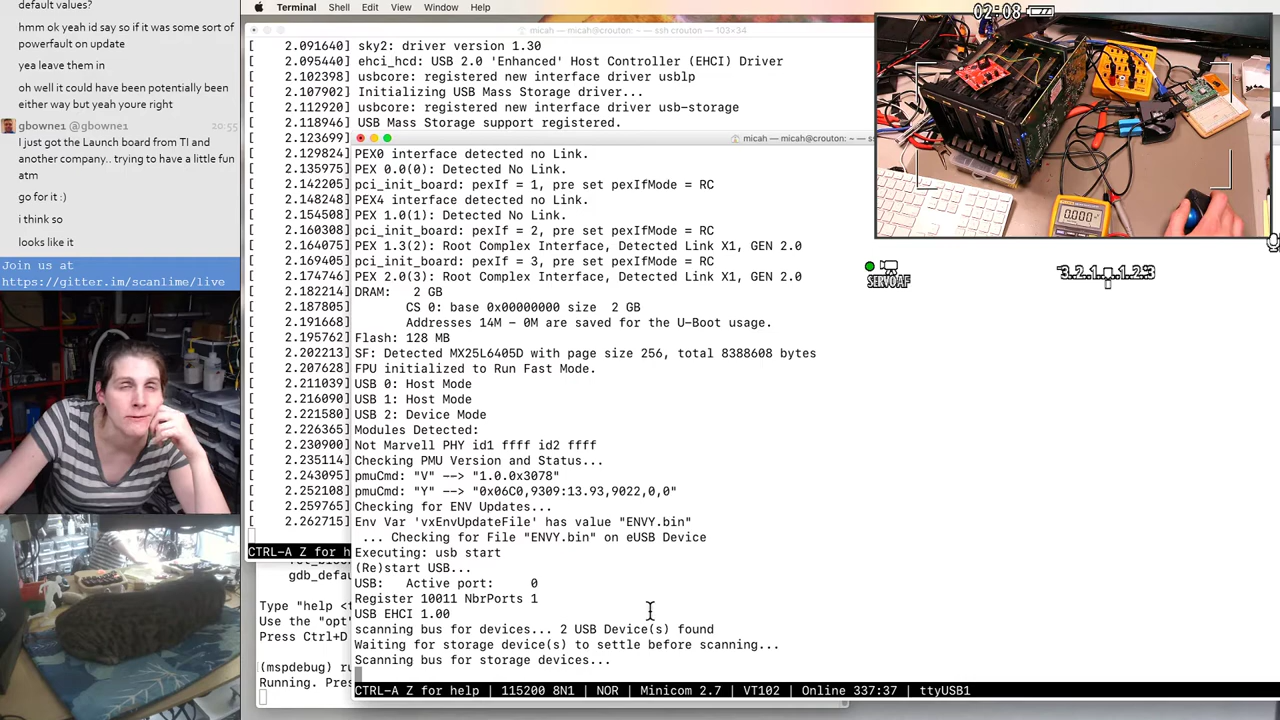 default values?
hmm ok yeah id say so if it was some sort of
powerfault on update
yea leave them in
oh well it could have been potentially been
either way but yeah youre right
gbowne1 @gbowne1 20:55
I just got the Launch board from TI and
another company.. trying to have a little fun
atm
go for it :)
i think so
looks like it
Join us at
https://gitter.im/scanlime/live
Terminal Shell Edit View Window Help
micah — micah@crouton: ~ — ssh crouton — 103×34
[ 2.091640] sky2: driver version 1.30
[ 2.095440] ehci_hcd: USB 2.0 'Enhanced' Host Controller (EHCI) Driver
[ 2.102398] usbcore: registered new interface driver usblp
[ 2.107902] Initializing USB Mass Storage driver...
[ 2.112920] usbcore: registered new interface driver usb-storage
[ 2.118946] USB Mass Storage support registered.
[ 2.123699]
[ 2.129824]
[ 2.135975]
[ 2.142205]
[ 2.148248]
[ 2.154508]
[ 2.160308]
[ 2.164075]
[ 2.169405]
[ 2.174746]
[ 2.182214]
[ 2.187805]
[ 2.191668]
[ 2.195762]
[ 2.202213]
[ 2.207628]
[ 2.211039]
[ 2.216090]
[ 2.221580]
[ 2.226365]
[ 2.230900]
[ 2.235114]
[ 2.243095]
[ 2.252108]
[ 2.259765]
[ 2.262715]
CTRL-A Z for h
gdb_defau
Type "help <t
Use the "opt"
Press Ctrl+D
(mspdebug) ru
Running. Pres
micah — micah@crouton: ~ — ss
PEX0 interface detected no Link.
PEX 0.0(0): Detected No Link.
pci_init_board: pexIf = 1, pre set pexIfMode = RC
PEX4 interface detected no Link.
PEX 1.0(1): Detected No Link.
pci_init_board: pexIf = 2, pre set pexIfMode = RC
PEX 1.3(2): Root Complex Interface, Detected Link X1, GEN 2.0
pci_init_board: pexIf = 3, pre set pexIfMode = RC
PEX 2.0(3): Root Complex Interface, Detected Link X1, GEN 2.0
DRAM: 2 GB
CS 0: base 0x00000000 size 2 GB
Addresses 14M - 0M are saved for the U-Boot usage.
Flash: 128 MB
SF: Detected MX25L6405D with page size 256, total 8388608 bytes
FPU initialized to Run Fast Mode.
USB 0: Host Mode
USB 1: Host Mode
USB 2: Device Mode
Modules Detected:
Not Marvell PHY id1 ffff id2 ffff
Checking PMU Version and Status...
pmuCmd: "V" --> "1.0.0x3078"
pmuCmd: "Y" --> "0x06C0,9309:13.93,9022,0,0"
Checking for ENV Updates...
Env Var 'vxEnvUpdateFile' has value "ENVY.bin"
... Checking for File "ENVY.bin" on eUSB Device
Executing: usb start
(Re)start USB...
USB: Active port: 0
Register 10011 NbrPorts 1
USB EHCI 1.00
scanning bus for devices... 2 USB Device(s) found
Waiting for storage device(s) to settle before scanning...
Scanning bus for storage devices...
CTRL-A Z for help | 115200 8N1 | NOR | Minicom 2.7 | VT102 | Online 337:37 | ttyUSB1
02:08
0.000
SERVOAF